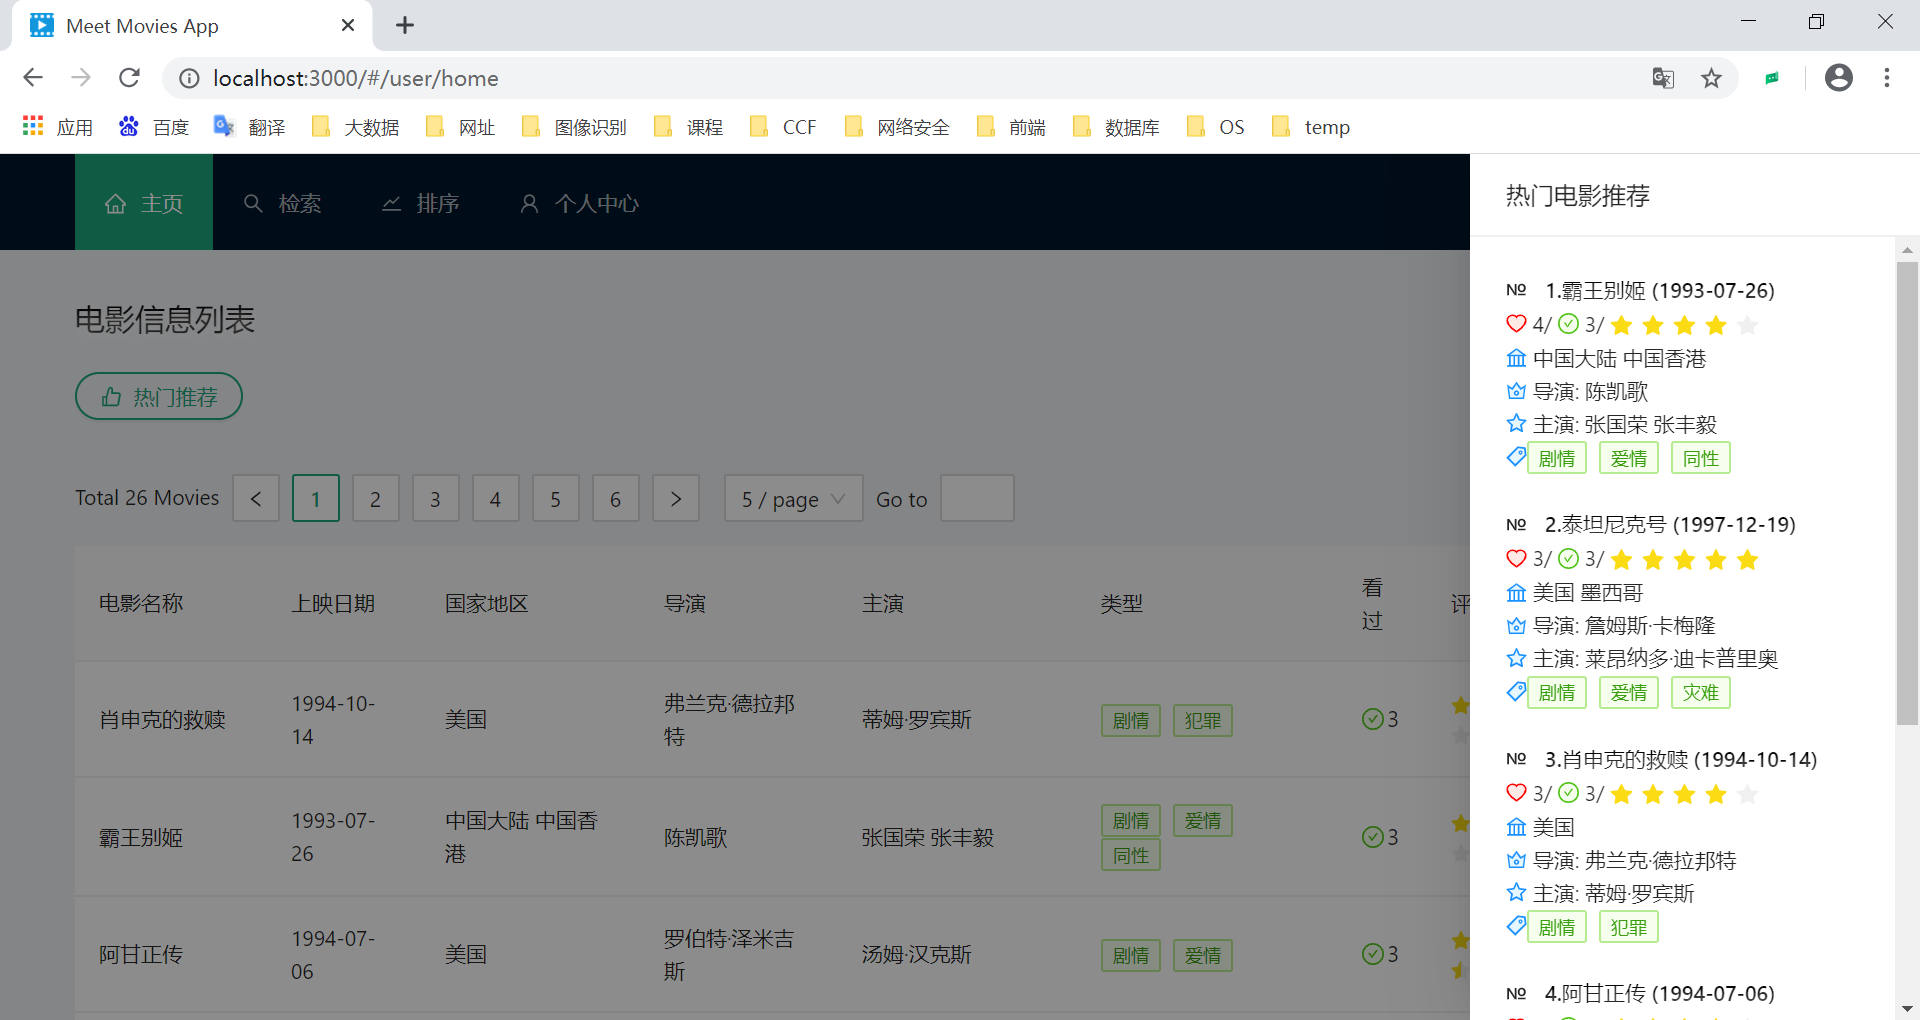 Meet Movies App
localhost:3000/#/user/home
应用 百度 翻译 大数据 网址 图像识别 课程 CCF 网络安全 前端 数据库 OS temp
主页 检索 排序 个人中心
电影信息列表
热门推荐
Total 26 Movies < 1 2 3 4 5 6 > 5 / page Go to
电影名称 上映日期 国家地区 导演 主演 类型 看过 评
肖申克的救赎 1994-10-14 美国 弗兰克·德拉邦特 蒂姆·罗宾斯 剧情 犯罪 3
霸王别姬 1993-07-26 中国大陆 中国香港 陈凯歌 张国荣 张丰毅 剧情 爱情 同性 3
阿甘正传 1994-07-06 美国 罗伯特·泽米吉斯 汤姆·汉克斯 剧情 爱情 3
热门电影推荐
№ 1.霸王别姬 (1993-07-26)
4/ 3/
中国大陆 中国香港
导演: 陈凯歌
主演: 张国荣 张丰毅
剧情 爱情 同性
№ 2.泰坦尼克号 (1997-12-19)
3/ 3/
美国 墨西哥
导演: 詹姆斯·卡梅隆
主演: 莱昂纳多·迪卡普里奥
剧情 爱情 灾难
№ 3.肖申克的救赎 (1994-10-14)
3/ 3/
美国
导演: 弗兰克·德拉邦特
主演: 蒂姆·罗宾斯
剧情 犯罪
№ 4.阿甘正传 (1994-07-06)